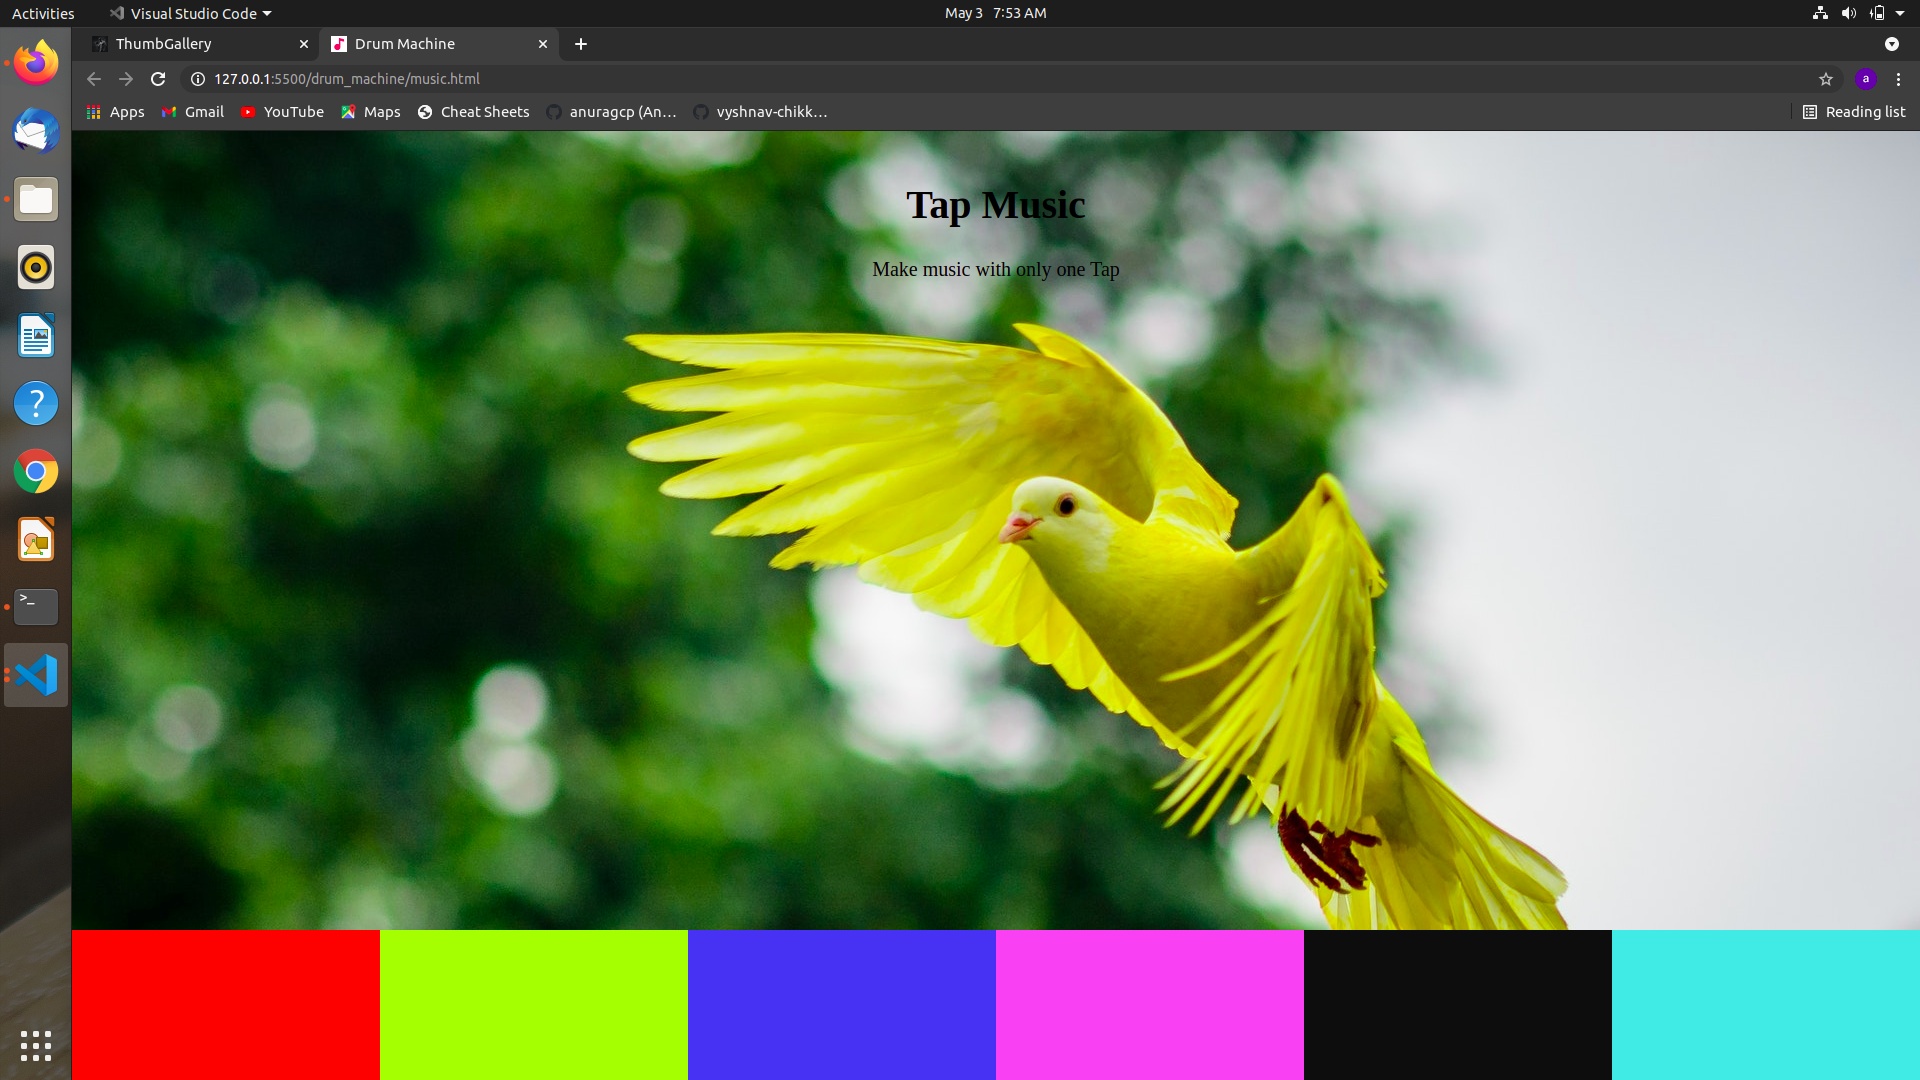 Activities
Visual Studio Code
May 3 7:53 AM
ThumbGallery
Drum Machine
127.0.0.1:5500/drum_machine/music.html
a
Apps
Gmail
YouTube
Maps
Cheat Sheets
anuragcp (An...
vyshnav-chikk...
Reading list
Tap Music
Make music with only one Tap